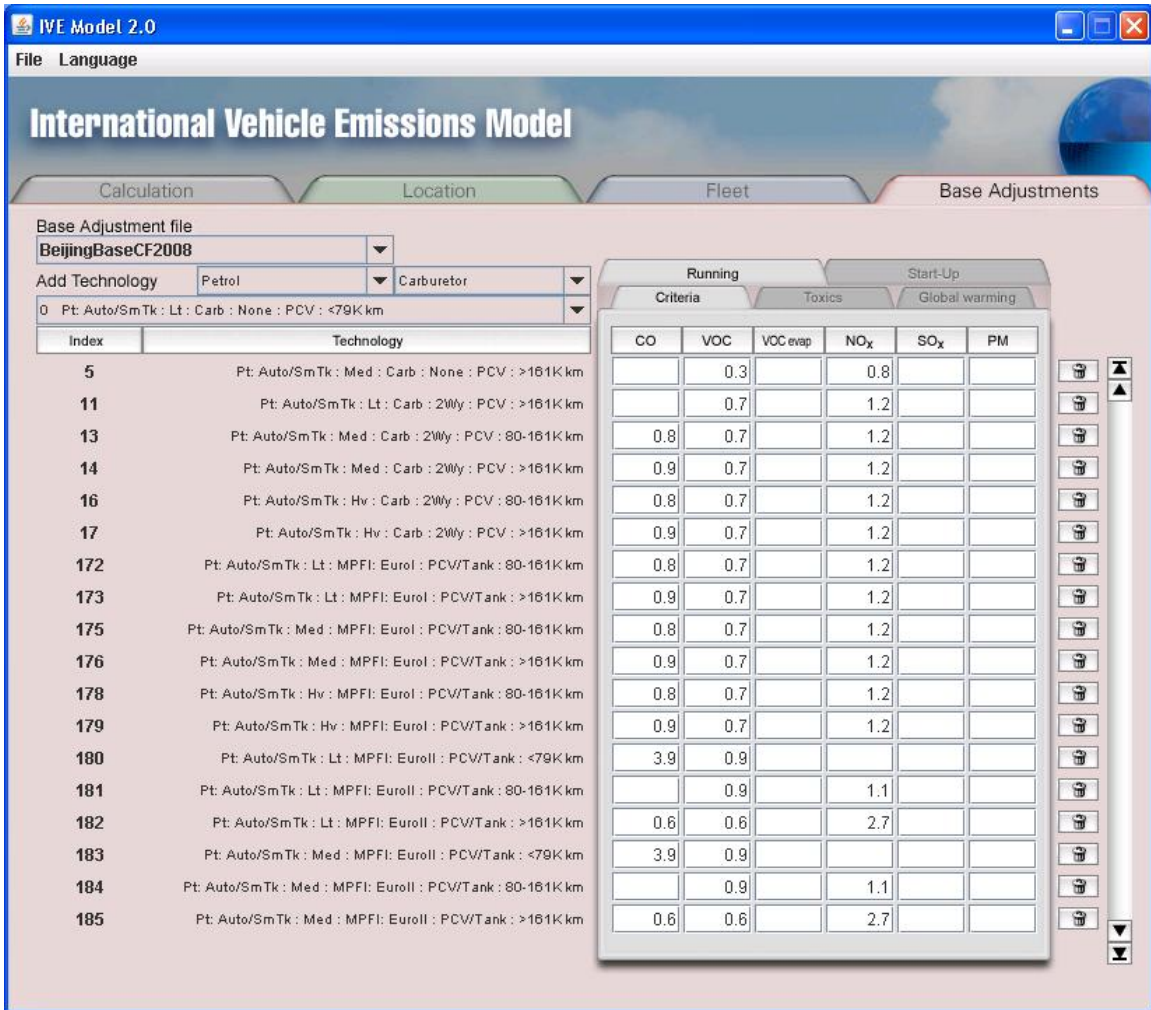 IVE Model 2.0
File Language
International Vehicle Emissions Model
Calculation Location Fleet Base Adjustments
Base Adjustment file
BeijingBaseCF2008
Add Technology Petrol Carburetor
Running Start-Up
0 Pt: Auto/SmTk : Lt : Carb : None : PCV : <79K km
Criteria Toxics Global warming
Index Technology CO VOC VOC evap NOx SOx PM
5 Pt: Auto/SmTk : Med : Carb : None : PCV : >161K km 0.3 0.8
11 Pt: Auto/SmTk : Lt : Carb : 2Wy : PCV : >161K km 0.7 1.2
13 Pt: Auto/SmTk : Med : Carb : 2Wy : PCV : 80-161K km 0.8 0.7 1.2
14 Pt: Auto/SmTk : Med : Carb : 2Wy : PCV : >161K km 0.9 0.7 1.2
16 Pt: Auto/SmTk : Hv : Carb : 2Wy : PCV : 80-161K km 0.8 0.7 1.2
17 Pt: Auto/SmTk : Hv : Carb : 2Wy : PCV : >161K km 0.9 0.7 1.2
172 Pt: Auto/SmTk : Lt : MPFI: EuroI : PCV/Tank : 80-161K km 0.8 0.7 1.2
173 Pt: Auto/SmTk : Lt : MPFI: EuroI : PCV/Tank : >161K km 0.9 0.7 1.2
175 Pt: Auto/SmTk : Med : MPFI: EuroI : PCV/Tank : 80-161K km 0.8 0.7 1.2
176 Pt: Auto/SmTk : Med : MPFI: EuroI : PCV/Tank : >161K km 0.9 0.7 1.2
178 Pt: Auto/SmTk : Hv : MPFI: EuroI : PCV/Tank : 80-161K km 0.8 0.7 1.2
179 Pt: Auto/SmTk : Hv : MPFI: EuroI : PCV/Tank : >161K km 0.9 0.7 1.2
180 Pt: Auto/SmTk : Lt : MPFI: EuroII : PCV/Tank : <79K km 3.9 0.9
181 Pt: Auto/SmTk : Lt : MPFI: EuroII : PCV/Tank : 80-161K km 0.9 1.1
182 Pt: Auto/SmTk : Lt : MPFI: EuroII : PCV/Tank : >161K km 0.6 0.6 2.7
183 Pt: Auto/SmTk : Med : MPFI: EuroII : PCV/Tank : <79K km 3.9 0.9
184 Pt: Auto/SmTk : Med : MPFI: EuroII : PCV/Tank : 80-161K km 0.9 1.1
185 Pt: Auto/SmTk : Med : MPFI: EuroII : PCV/Tank : >161K km 0.6 0.6 2.7